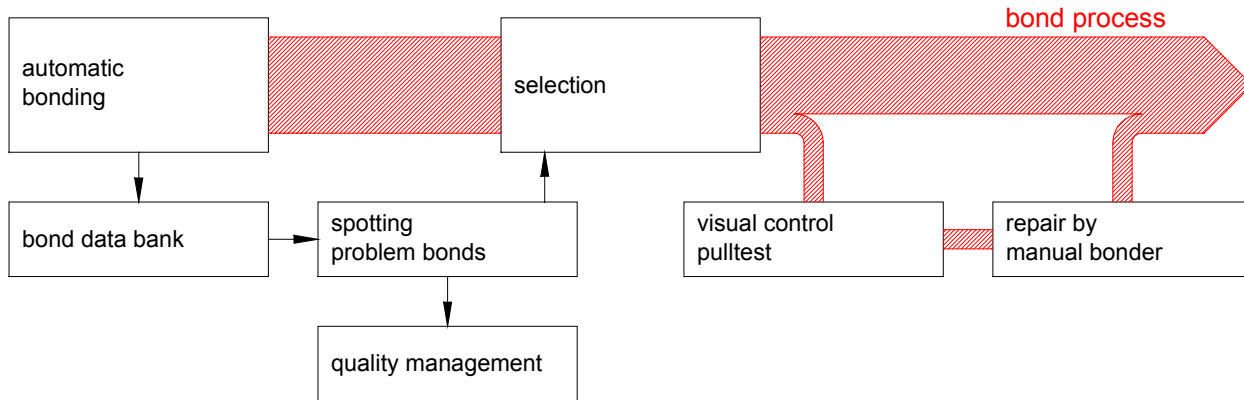 bond process
automatic
bonding
selection
bond data bank
spotting
problem bonds
visual control
pulltest
repair by
manual bonder
quality management